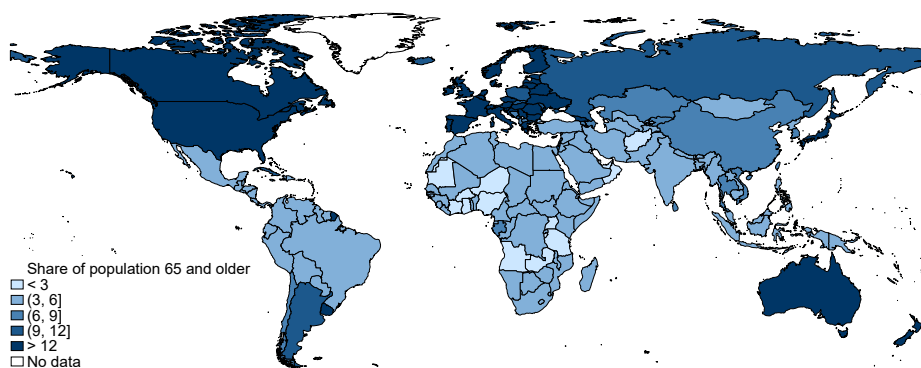 Share of population 65 and older
< 3
(3, 6]
(6, 9]
(9, 12]
> 12
No data